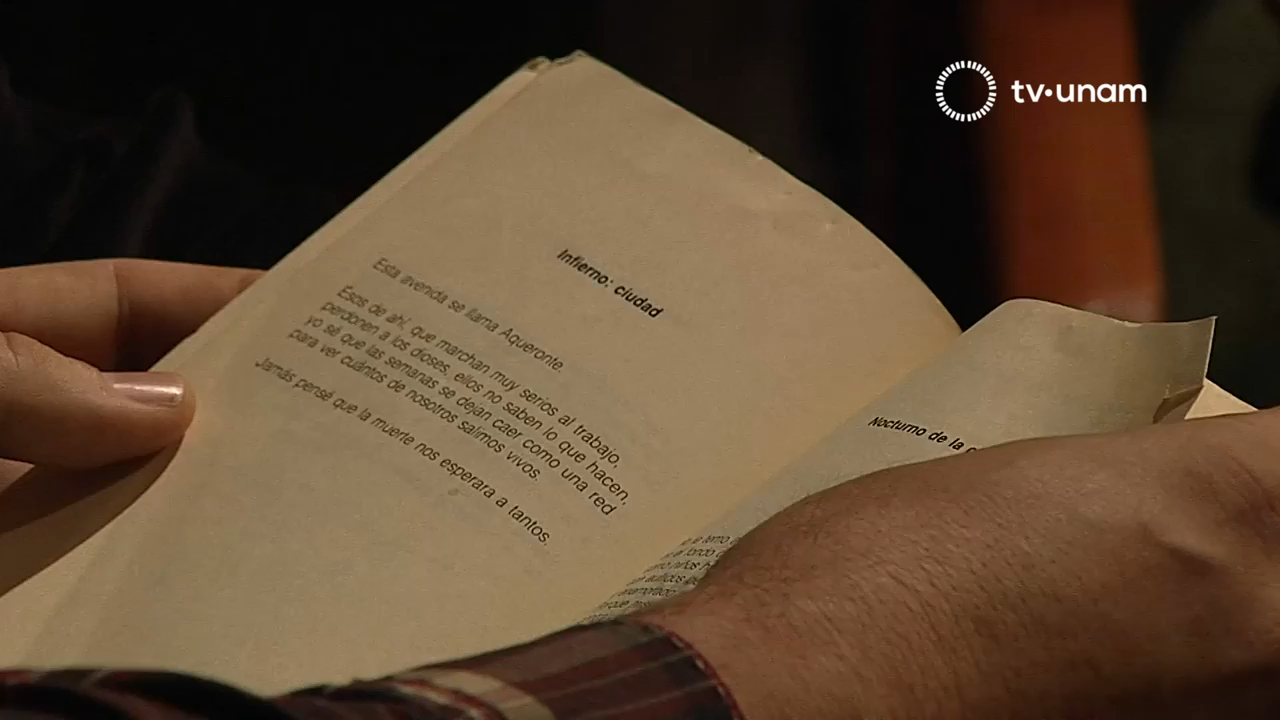 tv·unam
Infierno: ciudad
Esta avenida se llama Aqueronte.
Esos de ahí, que marchan muy serios al trabajo,
perdonen a los dioses, ellos no saben lo que hacen,
yo sé que las semanas se dejan caer como una red
para ver cuántos de nosotros salimos vivos.
Jamás pensé que la muerte nos esperara a tantos.
Nocturno de la